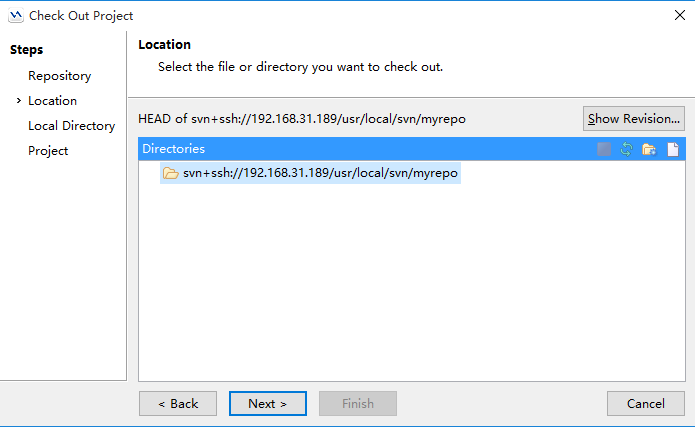 Check Out Project
Steps
Repository
Location
Local Directory
Project
Location
Select the file or directory you want to check out.
HEAD of svn+ssh://192.168.31.189/usr/local/svn/myrepo
Show Revision...
Directories
svn+ssh://192.168.31.189/usr/local/svn/myrepo
< Back
Next >
Finish
Cancel